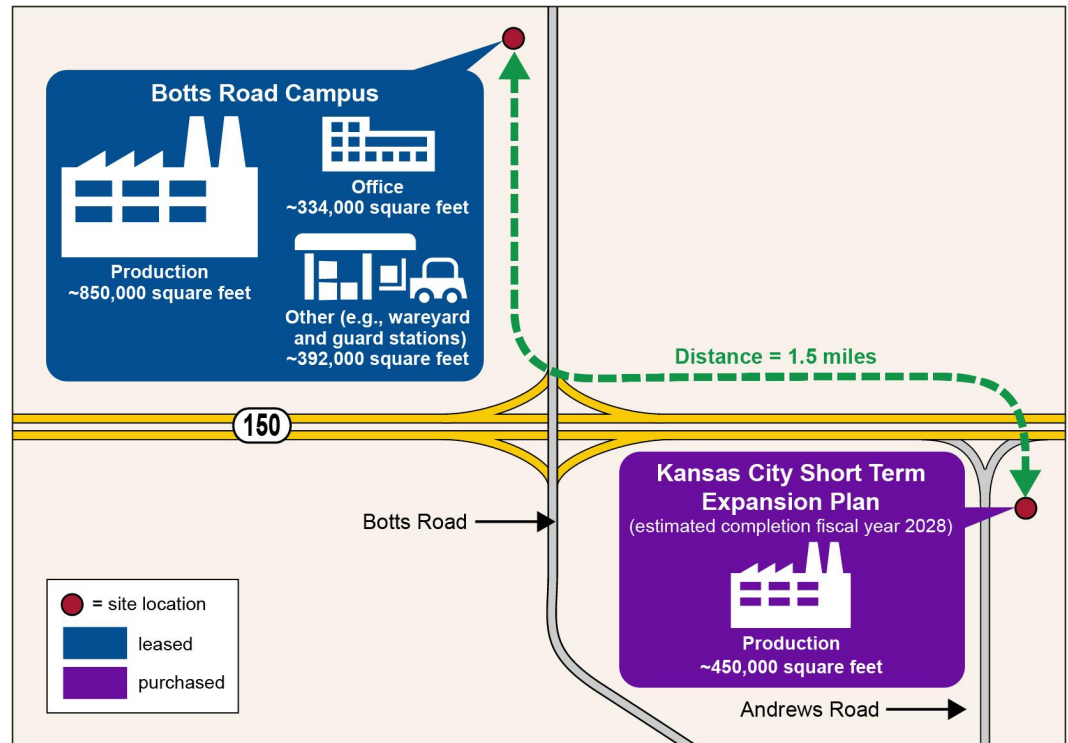 Botts Road Campus
Office
~334,000 square feet
Production
~850,000 square feet
Other (e.g., wareyard
and guard stations)
~392,000 square feet
Distance = 1.5 miles
150
Kansas City Short Term
Expansion Plan
(estimated completion fiscal year 2028)
Production
~450,000 square feet
Botts Road
Andrews Road
= site location
leased
purchased